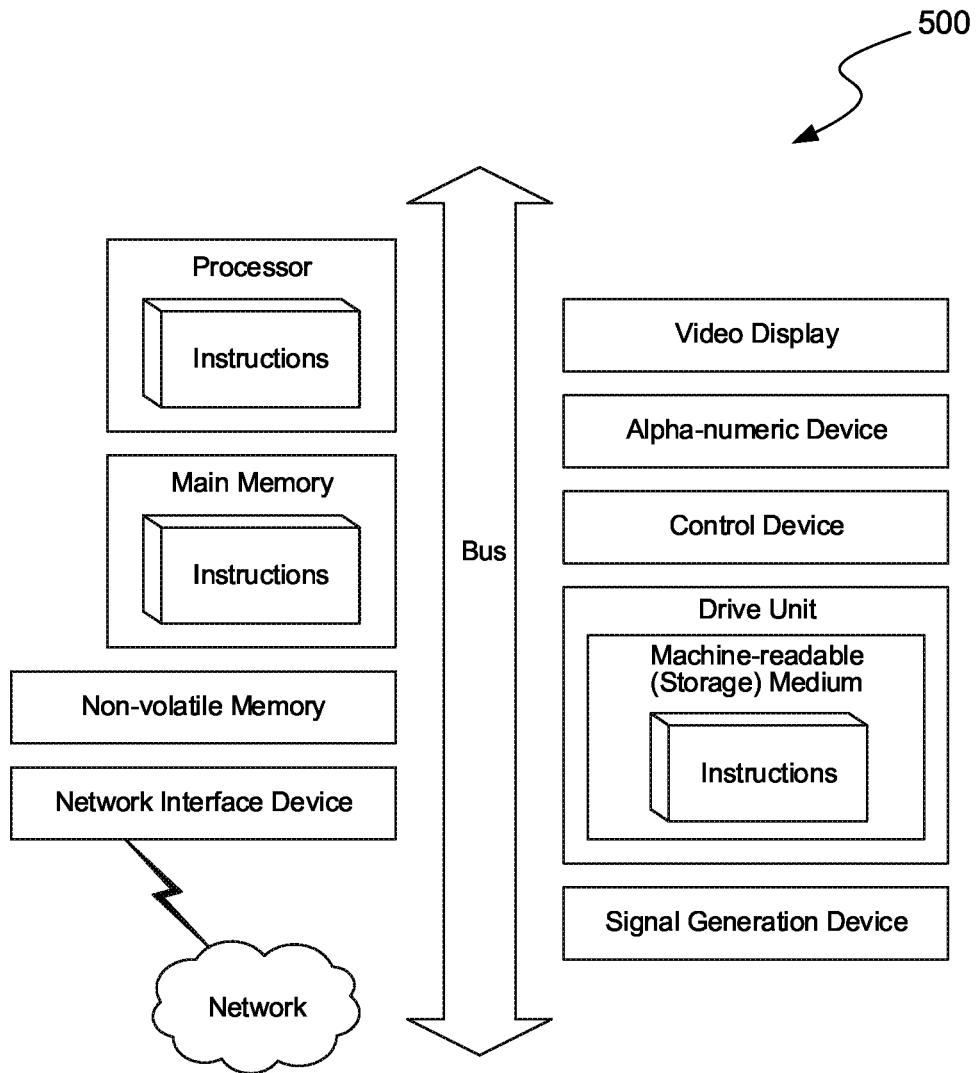 500
Processor
Instructions
Main Memory
Instructions
Non-volatile Memory
Network Interface Device
Network
Bus
Video Display
Alpha-numeric Device
Control Device
Drive Unit
Machine-readable
(Storage) Medium
Instructions
Signal Generation Device